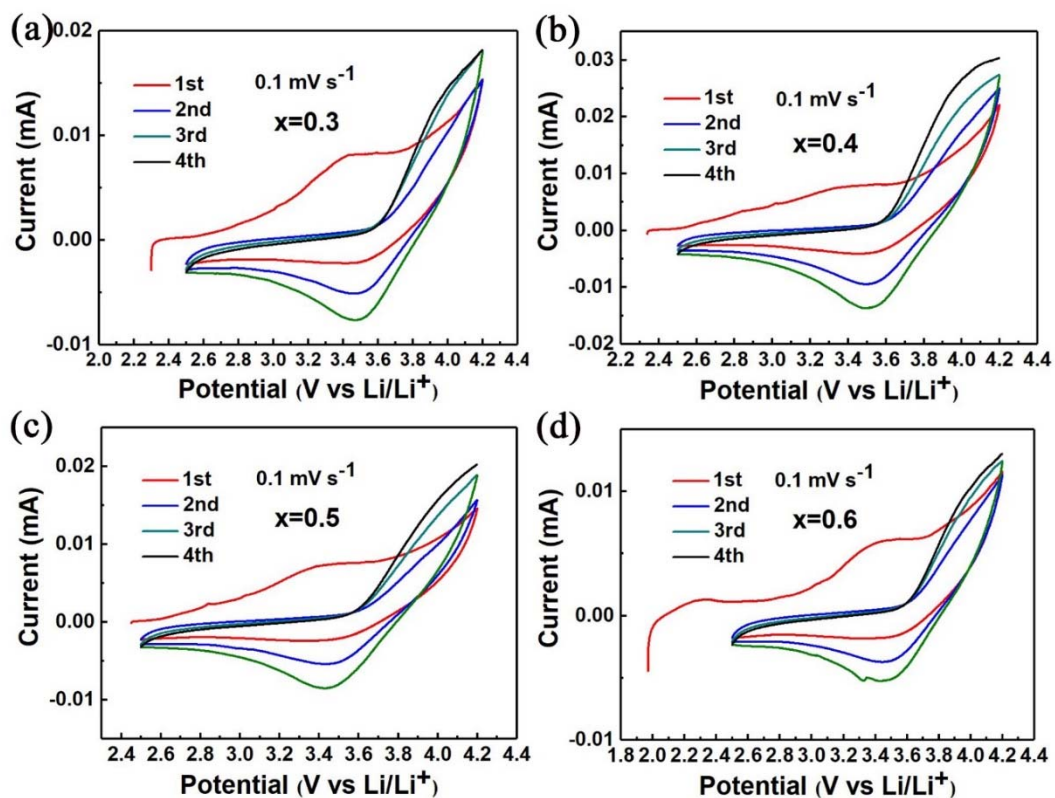 (a)
1st
2nd
3rd
4th
0.1 mV s⁻¹
x=0.3
0.02
0.01
0.00
-0.01
Current (mA)
2.0 2.2 2.4 2.6 2.8 3.0 3.2 3.4 3.6 3.8 4.0 4.2 4.4
Potential (V vs Li/Li⁺)
(b)
1st
2nd
3rd
4th
0.1 mV s⁻¹
x=0.4
0.03
0.02
0.01
0.00
-0.01
-0.02
Current (mA)
2.2 2.4 2.6 2.8 3.0 3.2 3.4 3.6 3.8 4.0 4.2 4.4
Potential (V vs Li/Li⁺)
(c)
1st
2nd
3rd
4th
0.1 mV s⁻¹
x=0.5
0.02
0.01
0.00
-0.01
Current (mA)
2.4 2.6 2.8 3.0 3.2 3.4 3.6 3.8 4.0 4.2 4.4
Potential (V vs Li/Li⁺)
(d)
1st
2nd
3rd
4th
0.1 mV s⁻¹
x=0.6
0.01
0.00
-0.01
Current (mA)
1.8 2.0 2.2 2.4 2.6 2.8 3.0 3.2 3.4 3.6 3.8 4.0 4.2 4.4
Potential (V vs Li/Li⁺)